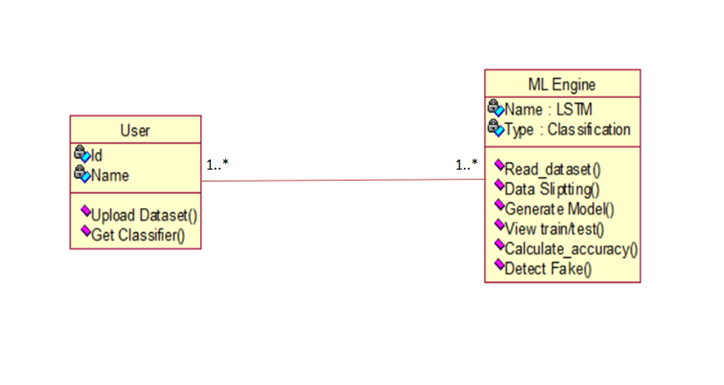 User
Id
Name
Upload Dataset()
Get Classifier()
1..*
1..*
ML Engine
Name : LSTM
Type : Classification
Read_dataset()
Data Sliptting()
Generate Model()
View train/test()
Calculate_accuracy()
Detect Fake()